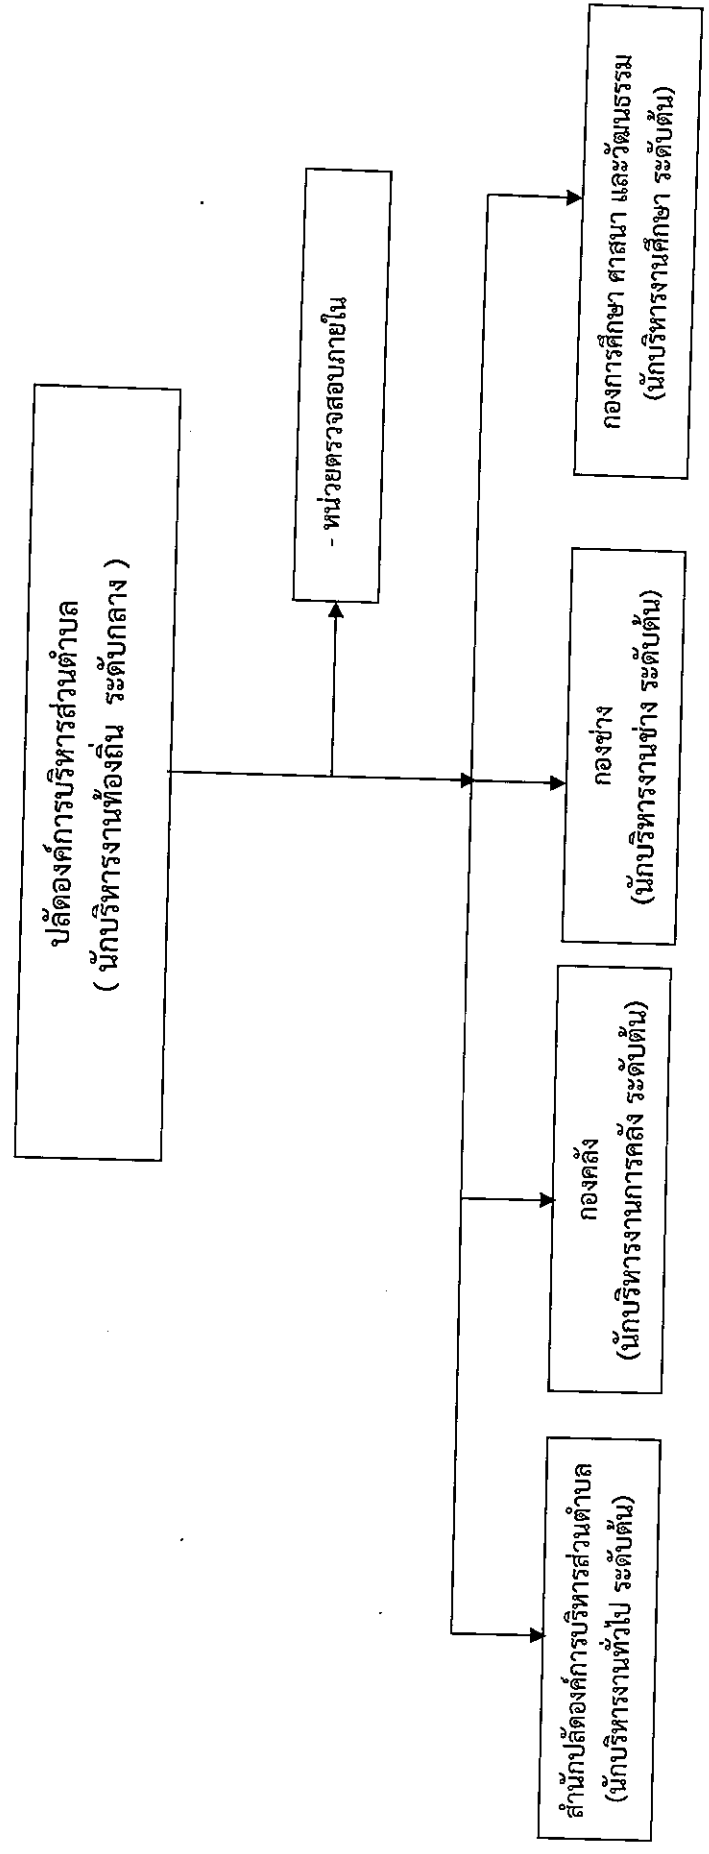 ปลัดองค์การบริหารส่วนตำบล
( นักบริหารงานท้องถิ่น ระดับกลาง )
- หน่วยตรวจสอบภายใน
สำนักปลัดองค์การบริหารส่วนตำบล
(นักบริหารงานทั่วไป ระดับต้น)
กองคลัง
(นักบริหารงานการคลัง ระดับต้น)
กองช่าง
(นักบริหารงานช่าง ระดับต้น)
กองการศึกษา ศาสนา และวัฒนธรรม
(นักบริหารงานศึกษา ระดับต้น)